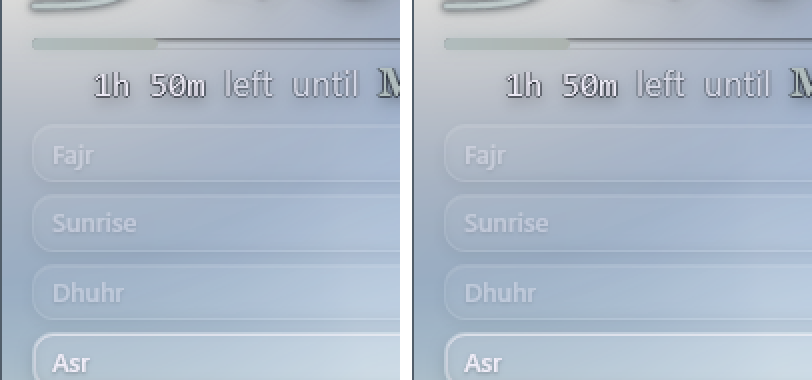 1h 50m left until
1h 50m left until
Fajr
Fajr
Sunrise
Sunrise
Dhuhr
Dhuhr
Asr
Asr